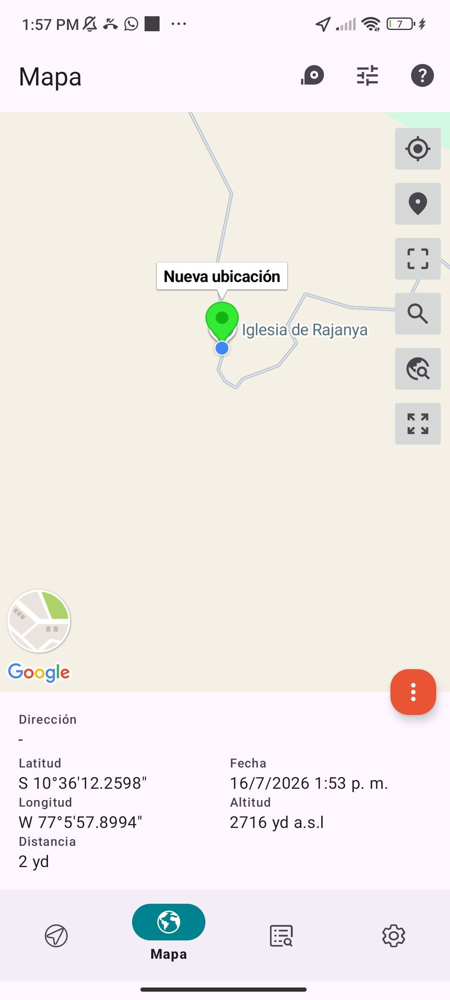 1:57 PM
7
Mapa
Nueva ubicación
Iglesia de Rajanya
Google
Dirección
-
Latitud
Fecha
S 10°36'12.2598"
16/7/2026 1:53 p. m.
Longitud
Altitud
W 77°5'57.8994"
2716 yd a.s.l
Distancia
2 yd
Mapa